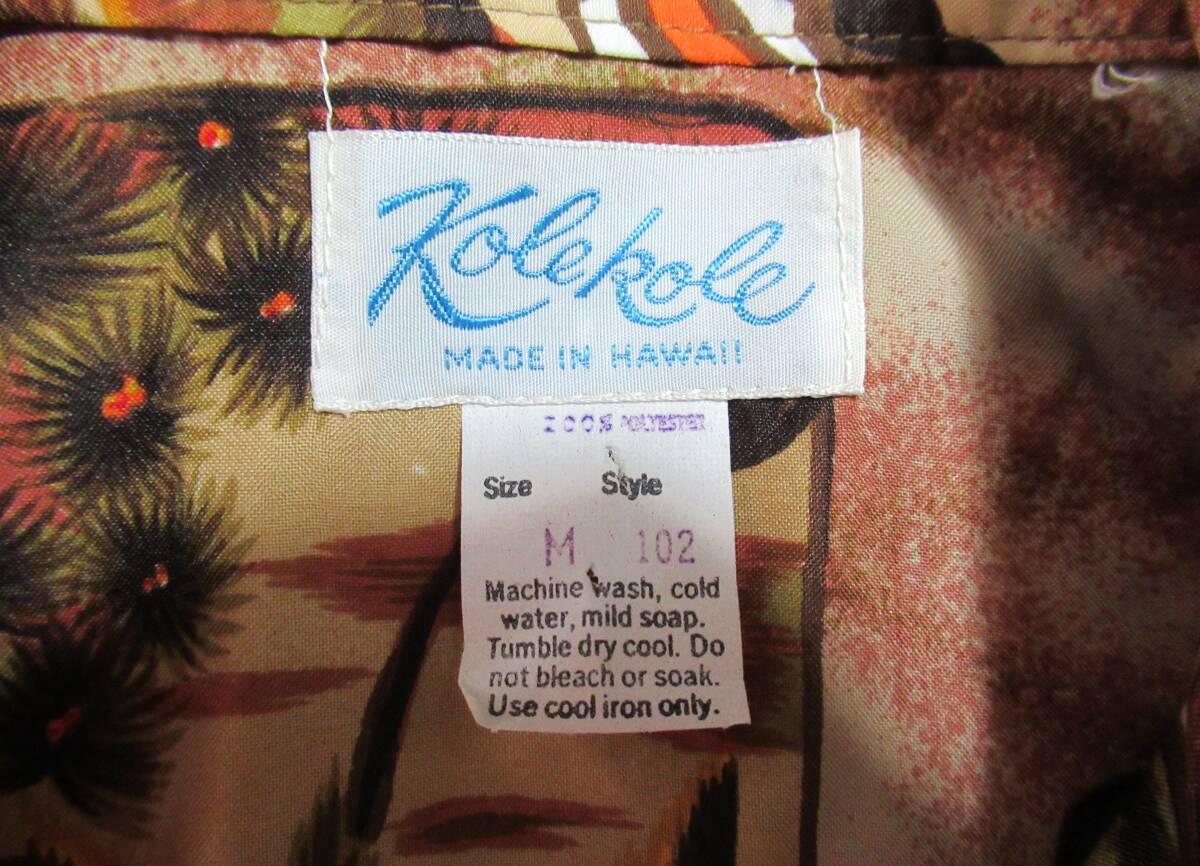 Kolekole
MADE IN HAWAII
100% POLYESTER
Size Style
M 102
Machine wash, cold
water, mild soap.
Tumble dry cool. Do
not bleach or soak.
Use cool iron only.